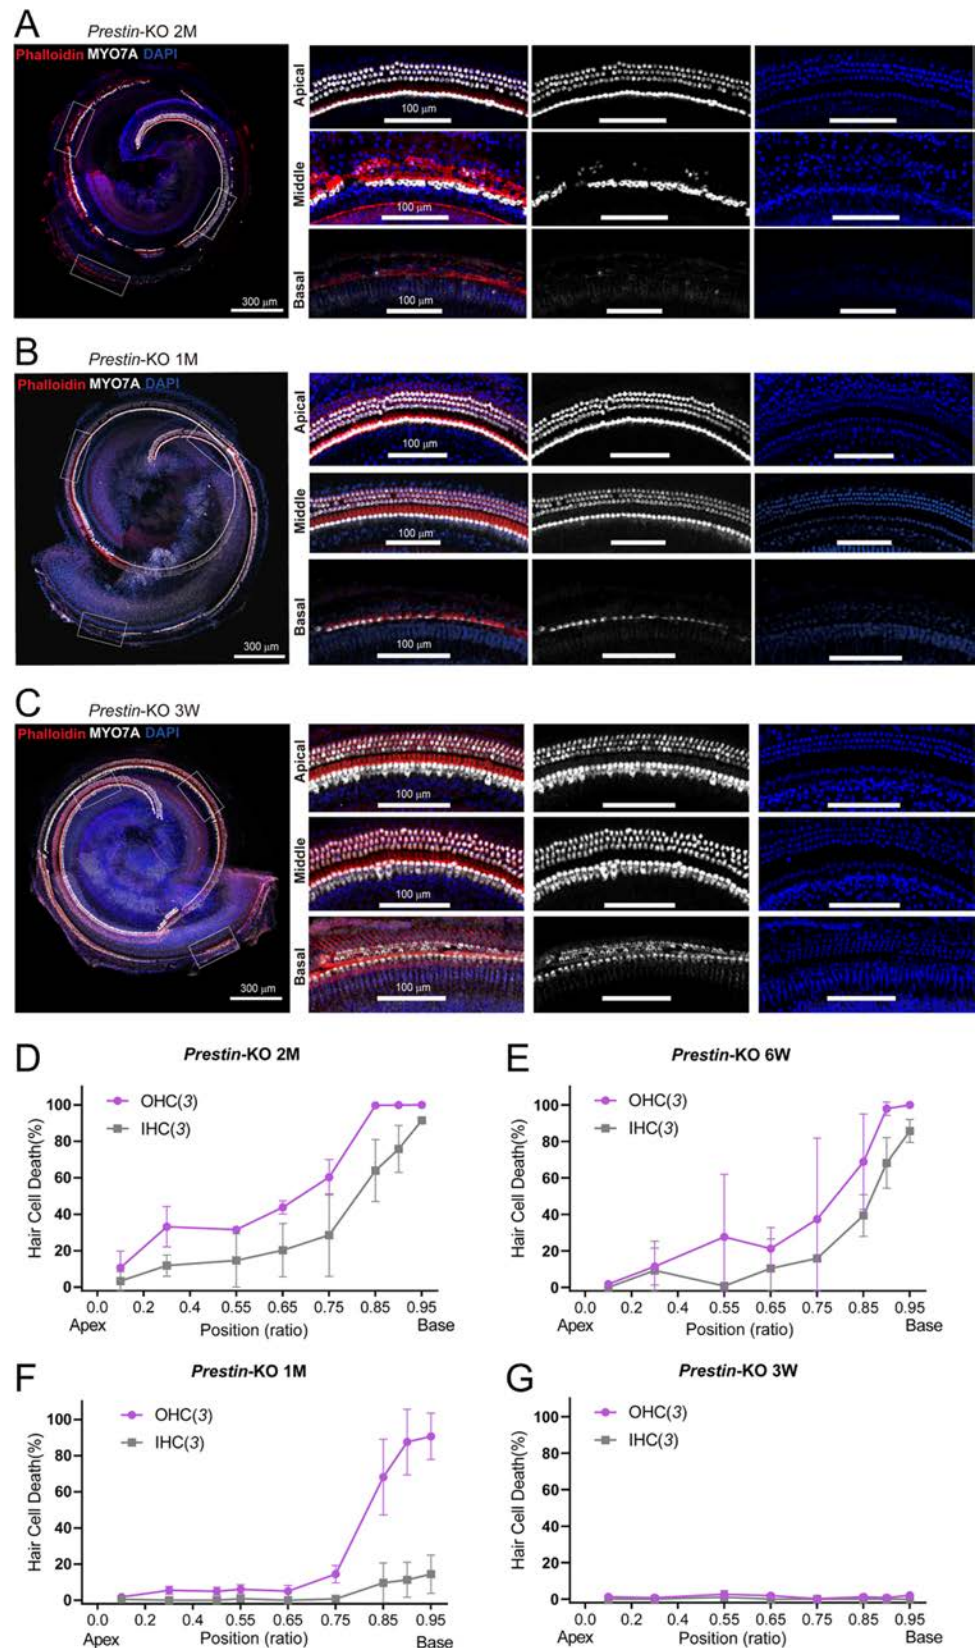 A
Prestin-KO 2M
Phalloidin MYO7A DAPI
300 μm
Apical
100 μm
Middle
100 μm
Basal
100 μm
B
Prestin-KO 1M
Phalloidin MYO7A DAPI
300 μm
Apical
100 μm
Middle
100 μm
Basal
100 μm
C
Prestin-KO 3W
Phalloidin MYO7A DAPI
300 μm
Apical
100 μm
Middle
100 μm
Basal
100 μm
D
Prestin-KO 2M
OHC(3)
IHC(3)
Hair Cell Death(%)
100
80
60
40
20
0
0.0 0.2 0.4 0.55 0.65 0.75 0.85 0.95
Apex Position (ratio) Base
E
Prestin-KO 6W
OHC(3)
IHC(3)
Hair Cell Death(%)
100
80
60
40
20
0
0.0 0.2 0.4 0.55 0.65 0.75 0.85 0.95
Apex Position (ratio) Base
F
Prestin-KO 1M
OHC(3)
IHC(3)
Hair Cell Death(%)
100
80
60
40
20
0
0.0 0.2 0.4 0.55 0.65 0.75 0.85 0.95
Apex Position (ratio) Base
G
Prestin-KO 3W
OHC(3)
IHC(3)
Hair Cell Death(%)
100
80
60
40
20
0
0.0 0.2 0.4 0.55 0.65 0.75 0.85 0.95
Apex Position (ratio) Base